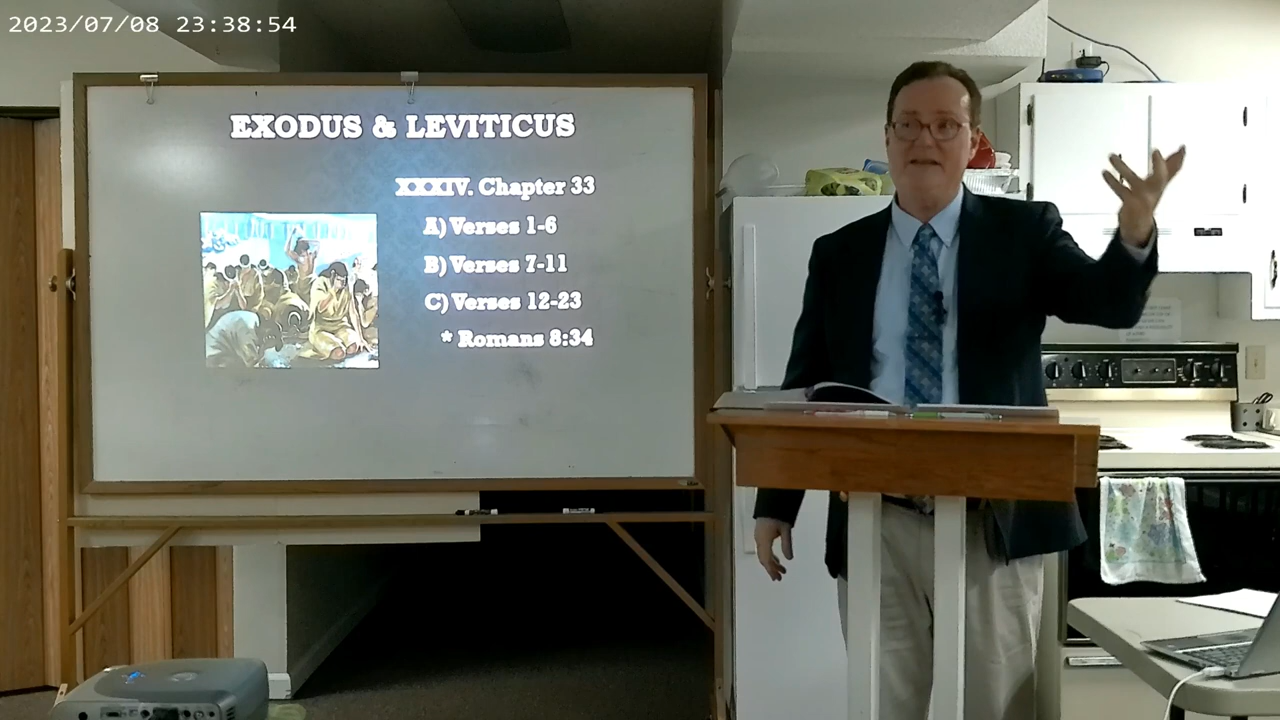 2023/07/08 23:38:54
EXODUS & LEVITICUS
XXXIV. Chapter 33
A) Verses 1-6
B) Verses 7-11
C) Verses 12-23
* Romans 8:34